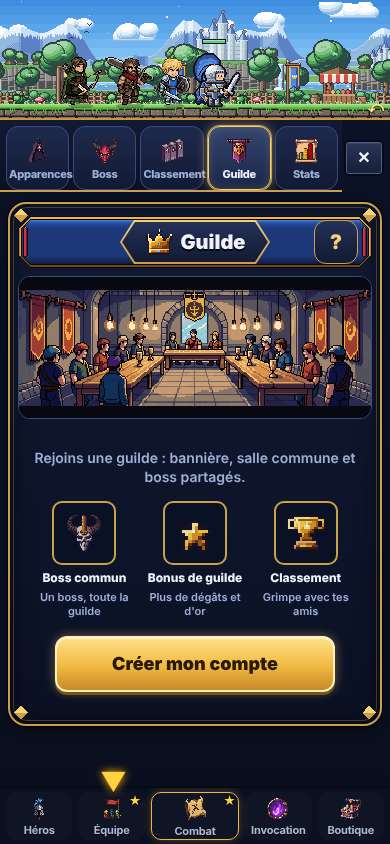 Apparences
Boss
Classement
Guilde
Stats
×
Guilde
?
Rejoins une guilde : bannière, salle commune et
boss partagés.
Boss commun
Bonus de guilde
Classement
Un boss, toute la
guilde
Plus de dégâts et
d'or
Grimpe avec tes
amis
Créer mon compte
Héros
Équipe
Combat
Invocation
Boutique